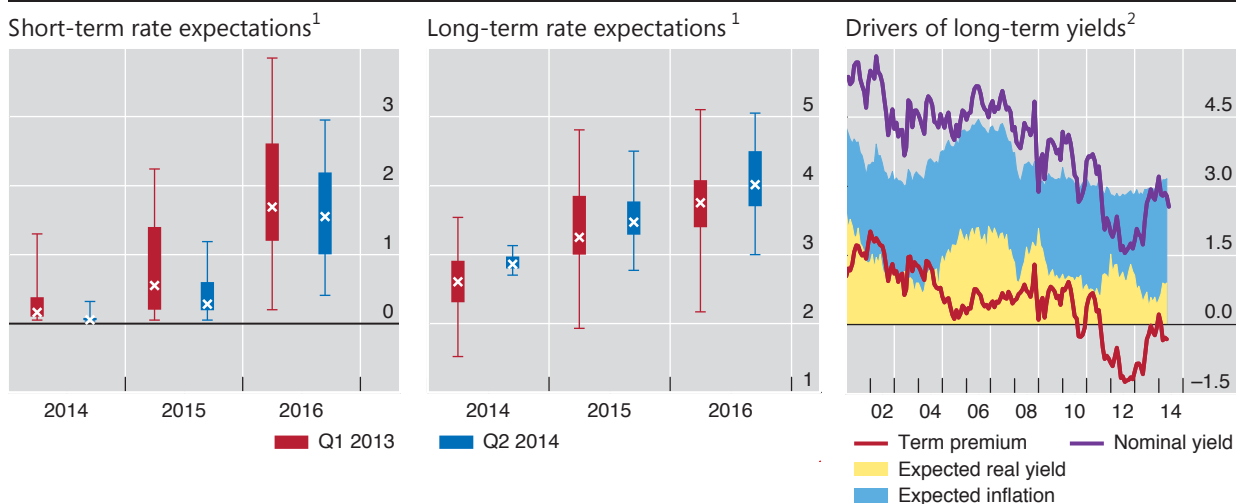 Short-term rate expectations1
Long-term rate expectations 1
Drivers of long-term yields2
3
2
1
0
2014 2015 2016
5
4
3
2
1
2014 2015 2016
4.5
3.0
1.5
0.0
–1.5
02 04 06 08 10 12 14
Q1 2013
Q2 2014
Term premium
Nominal yield
Expected real yield
Expected inflation